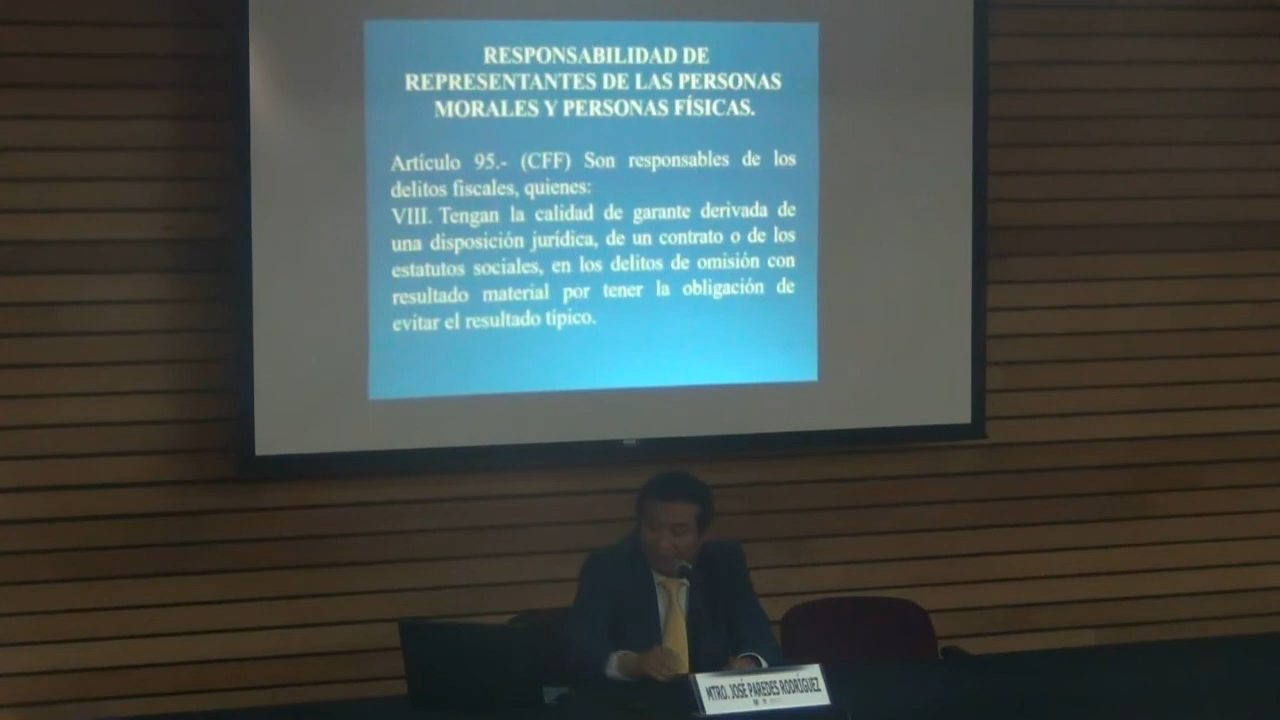 RESPONSABILIDAD DE
REPRESENTANTES DE LAS PERSONAS
MORALES Y PERSONAS FÍSICAS.
Artículo 95.- (CFF) Son responsables de los
delitos fiscales, quienes:
VIII. Tengan la calidad de garante derivada de
una disposición jurídica, de un contrato o de los
estatutos sociales, en los delitos de omisión con
resultado material por tener la obligación de
evitar el resultado típico.
MTRO. JOSÉ PAREDES RODRÍGUEZ